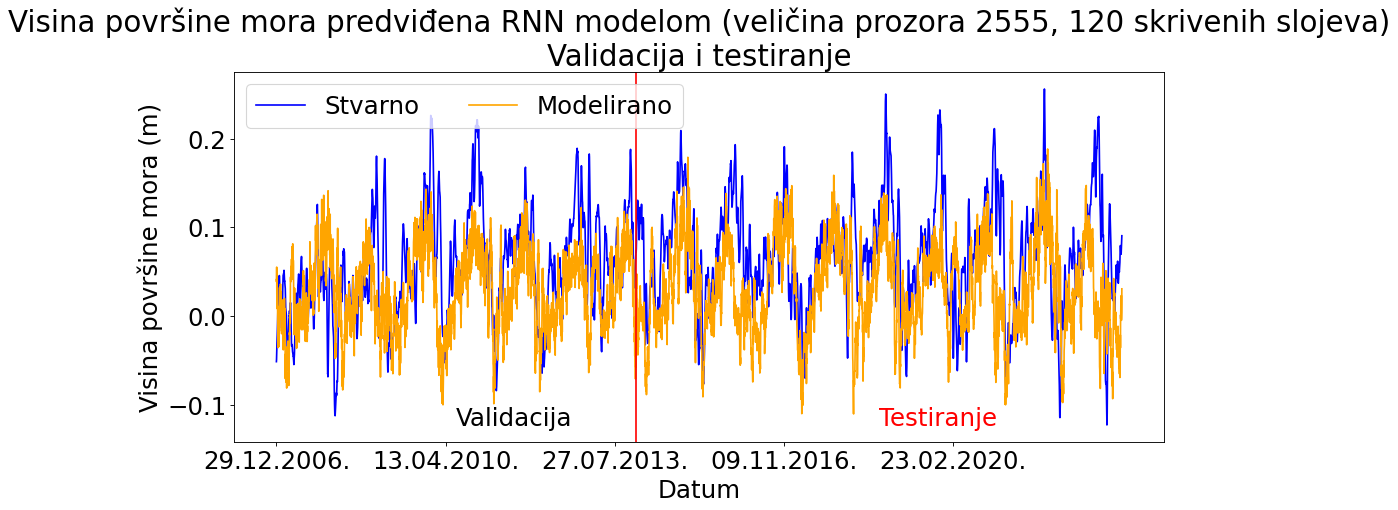 Visina površine mora predviđena RNN modelom (veličina prozora 2555, 120 skrivenih slojeva)
Validacija i testiranje
Stvarno
Modelirano
Visina površine mora (m)
0.2
0.1
0.0
−0.1
Validacija
Testiranje
29.12.2006.
13.04.2010.
27.07.2013.
09.11.2016.
23.02.2020.
Datum